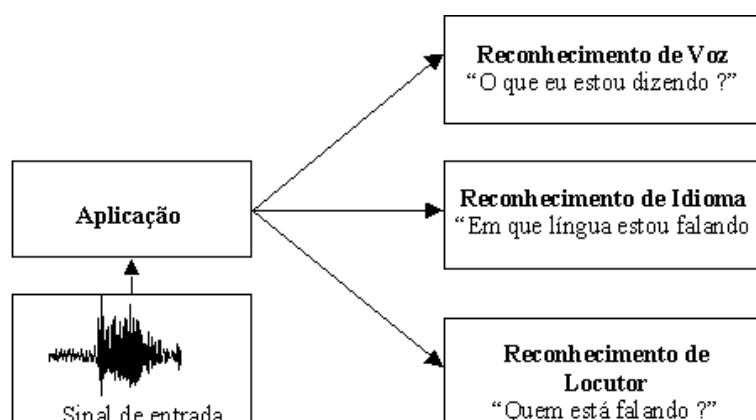 Reconhecimento de Voz
“O que eu estou dizendo ?”
Aplicação
Reconhecimento de Idioma
“Em que língua estou falando
Sinal de entrada
Reconhecimento de
Locutor
“Quem está falando ?”